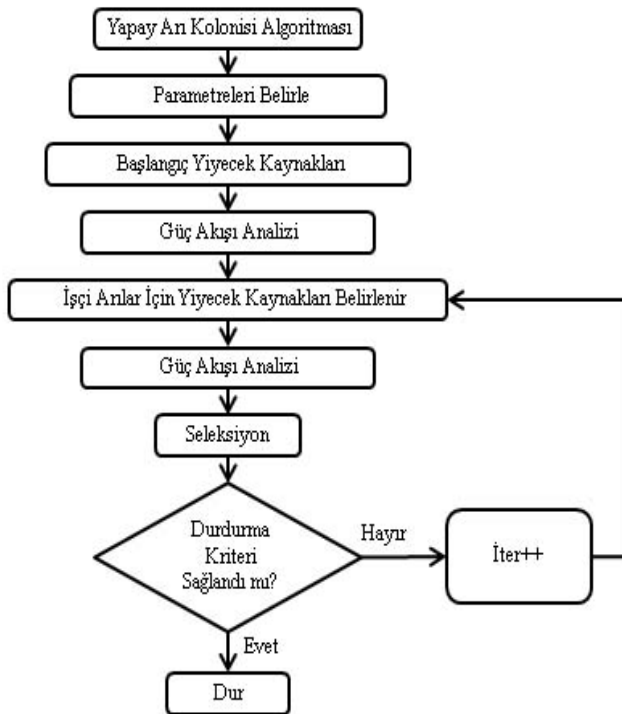 Yapay Arı Kolonisi Algoritması
Parametreleri Belirle
Başlangıç Yiyecek Kaynakları
Güç Akışı Analizi
İşçi Arılar İçin Yiyecek Kaynakları Belirlenir
Güç Akışı Analizi
Seleksiyon
Durdurma
Kriteri
Sağlandı mı?
Hayır
İter++
Evet
Dur